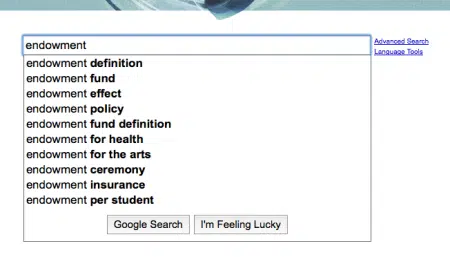 endowment
Advanced Search
Language Tools
endowment definition
endowment fund
endowment effect
endowment policy
endowment fund definition
endowment for health
endowment for the arts
endowment ceremony
endowment insurance
endowment per student
Google Search I'm Feeling Lucky